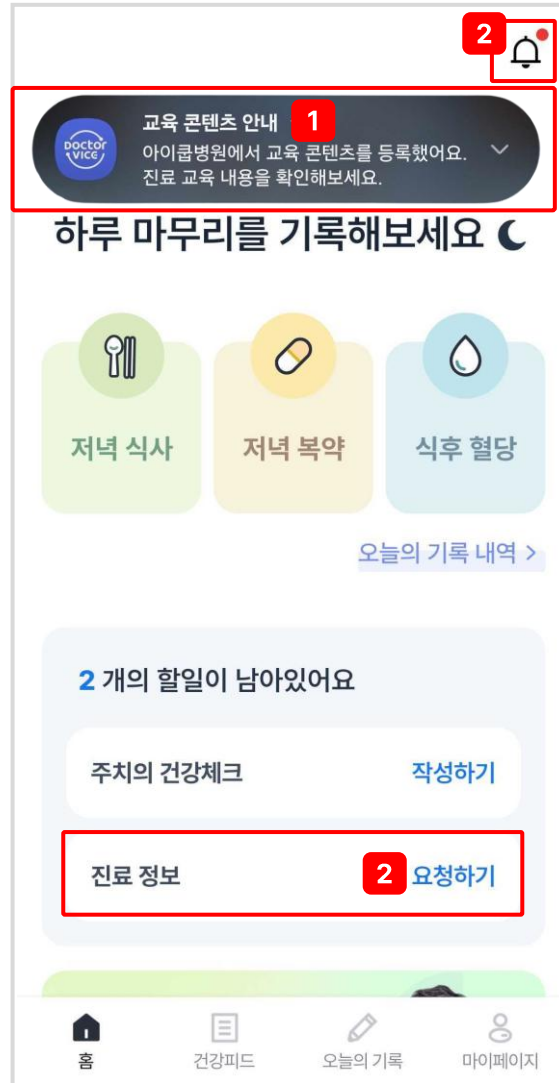 2
교육 콘텐츠 안내
1
DOCTOR
VICE
아이쿱병원에서 교육 콘텐츠를 등록했어요.
진료 교육 내용을 확인해보세요.
하루 마무리를 기록해보세요
저녁 식사
저녁 복약
식후 혈당
오늘의 기록 내역 >
2 개의 할일이 남아있어요
주치의 건강체크
작성하기
진료 정보
2
요청하기
홈
건강피드
오늘의 기록
마이페이지